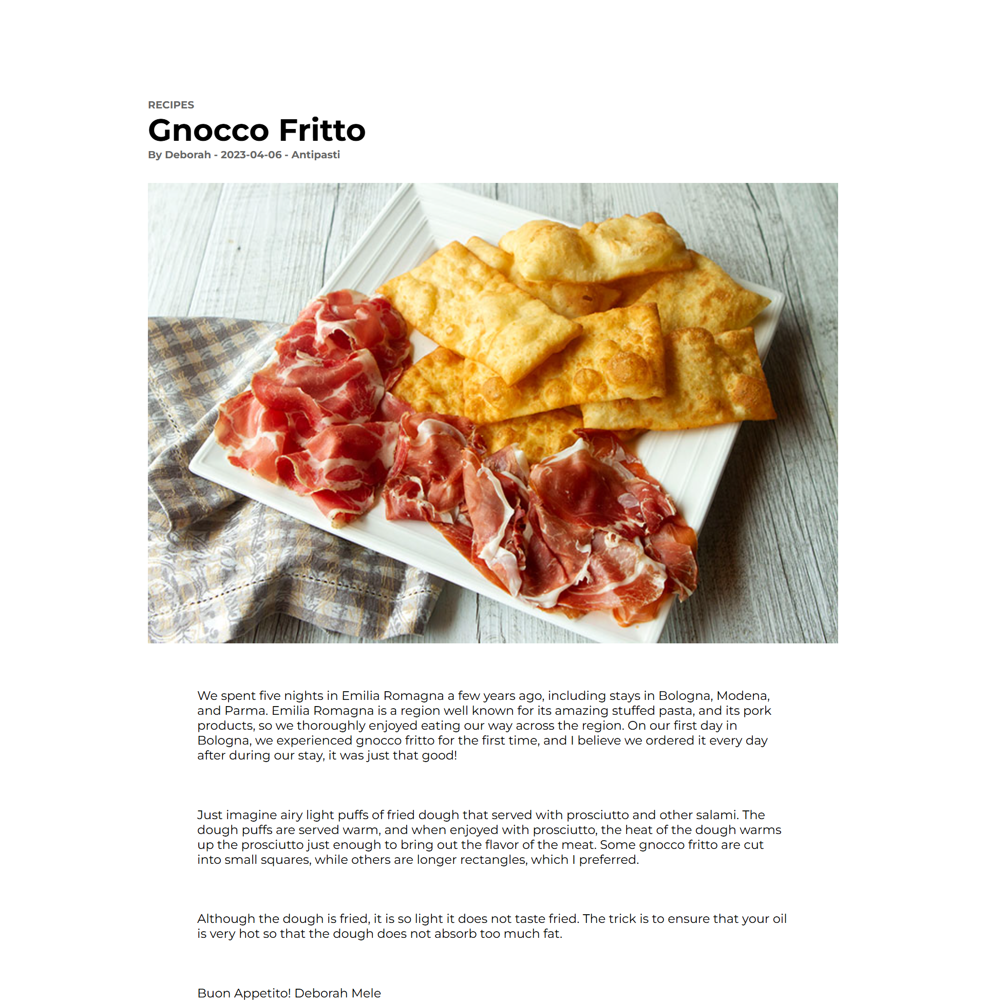 RECIPES
Gnocco Fritto
By Deborah - 2023-04-06 - Antipasti
We spent five nights in Emilia Romagna a few years ago, including stays in Bologna, Modena,
and Parma. Emilia Romagna is a region well known for its amazing stuffed pasta, and its pork
products, so we thoroughly enjoyed eating our way across the region. On our first day in
Bologna, we experienced gnocco fritto for the first time, and I believe we ordered it every day
after during our stay, it was just that good!
Just imagine airy light puffs of fried dough that served with prosciutto and other salami. The
dough puffs are served warm, and when enjoyed with prosciutto, the heat of the dough warms
up the prosciutto just enough to bring out the flavor of the meat. Some gnocco fritto are cut
into small squares, while others are longer rectangles, which I preferred.
Although the dough is fried, it is so light it does not taste fried. The trick is to ensure that your oil
is very hot so that the dough does not absorb too much fat.
Buon Appetito! Deborah Mele